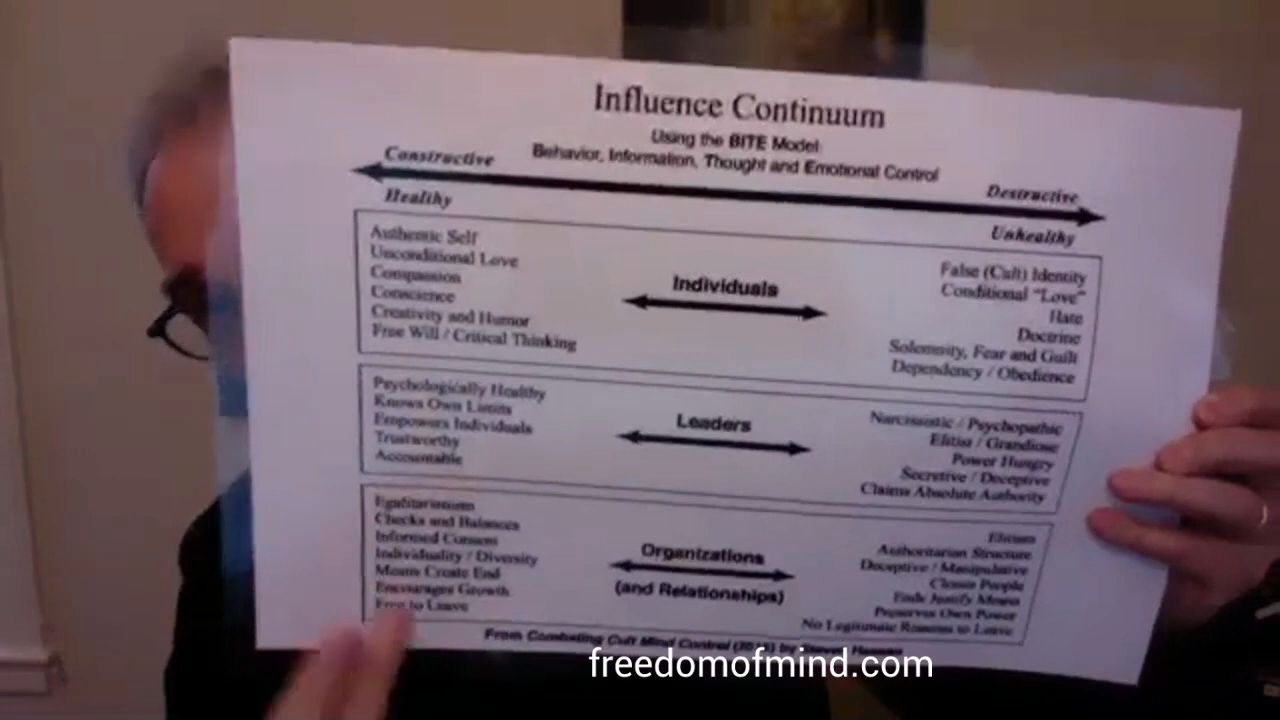 Influence Continuum
Using the BITE Model:
Behavior, Information, Thought and Emotional Control
Constructive
Destructive
Healthy
Unhealthy
Authentic Self
Unconditional Love
Compassion
Conscience
Creativity and Humor
Free Will / Critical Thinking
Individuals
False (Cult) Identity
Conditional "Love"
Hate
Doctrine
Solemnity, Fear and Guilt
Dependency / Obedience
Psychologically Healthy
Knows Own Limits
Empowers Individuals
Trustworthy
Accountable
Leaders
Narcissistic / Psychopathic
Elitist / Grandiose
Power Hungry
Secretive / Deceptive
Claims Absolute Authority
Checks and Balances
Informed Consent
Individuality / Diversity
Means Create End
Encourages Growth
Free to Leave
Organizations
(and Relationships)
Elitism
Authoritarian Structure
Deceptive / Manipulative
Clones People
Ends Justify Means
Preserves Own Power
No Legitimate Reasons to Leave
From Combating Cult Mind Control by Steven Hassan
freedomofmind.com